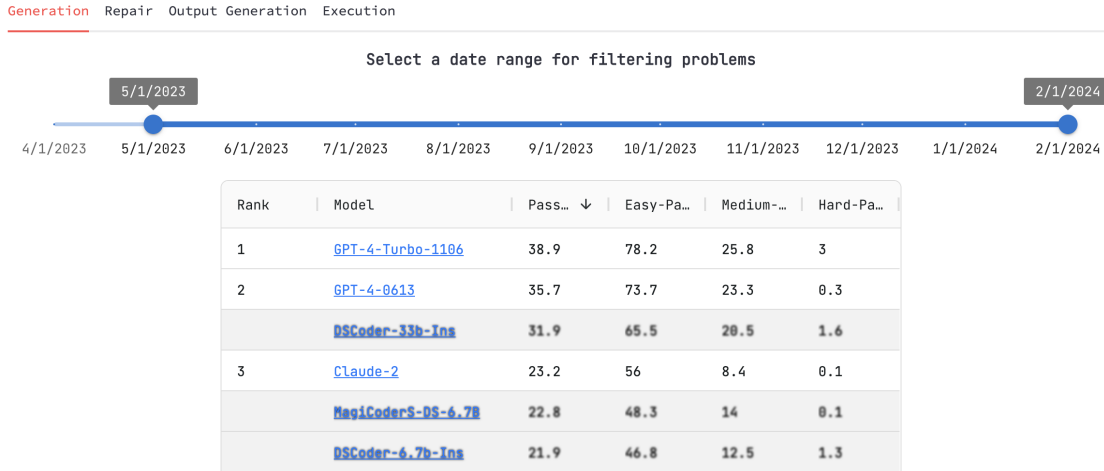 Generation Repair Output Generation Execution
Select a date range for filtering problems
5/1/2023 2/1/2024
4/1/2023 5/1/2023 6/1/2023 7/1/2023 8/1/2023 9/1/2023 10/1/2023 11/1/2023 12/1/2023 1/1/2024 2/1/2024
Rank Model Pass… Easy-Pa… Medium-… Hard-Pa…
1 GPT-4-Turbo-1106 38.9 78.2 25.8 3
2 GPT-4-0613 35.7 73.7 23.3 0.3
DSCoder-33b-Ins 31.9 65.5 20.5 1.6
3 Claude-2 23.2 56 8.4 0.1
MagiCoderS-DS-6.7B 22.8 48.3 14 0.1
DSCoder-6.7b-Ins 21.9 46.8 12.5 1.3